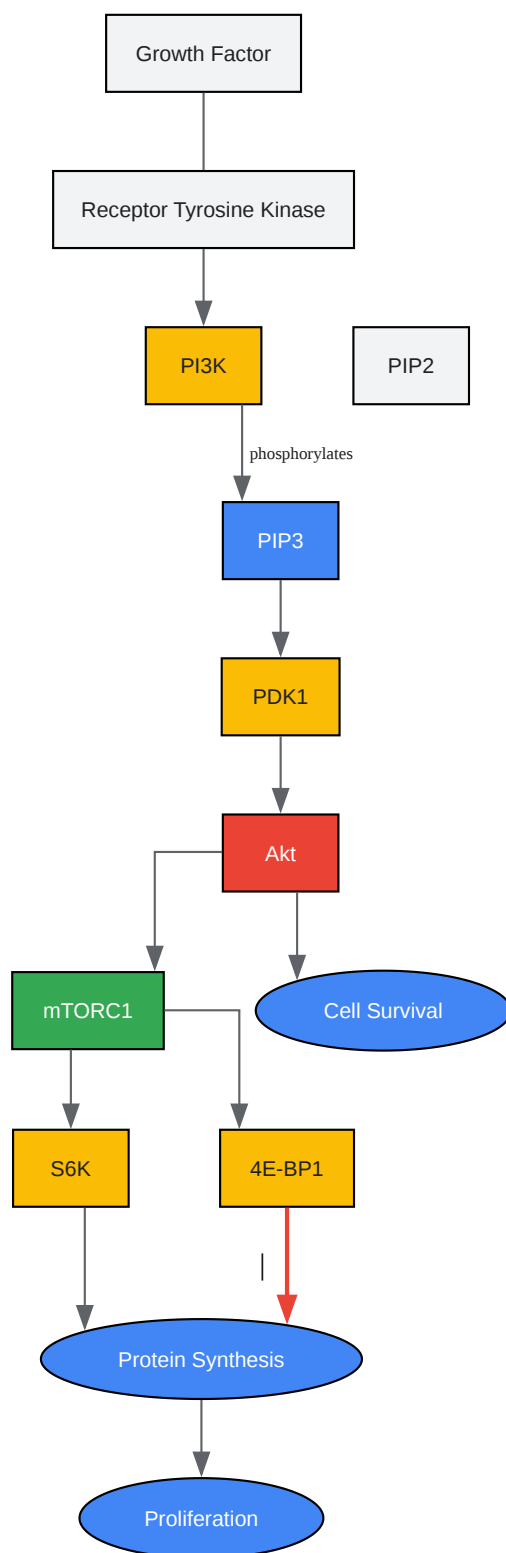 Growth Factor
Receptor Tyrosine Kinase
PI3K
PIP2
phosphorylates
PIP3
PDK1
Akt
mTORC1
Cell Survival
S6K
4E-BP1
|
Protein Synthesis
Proliferation